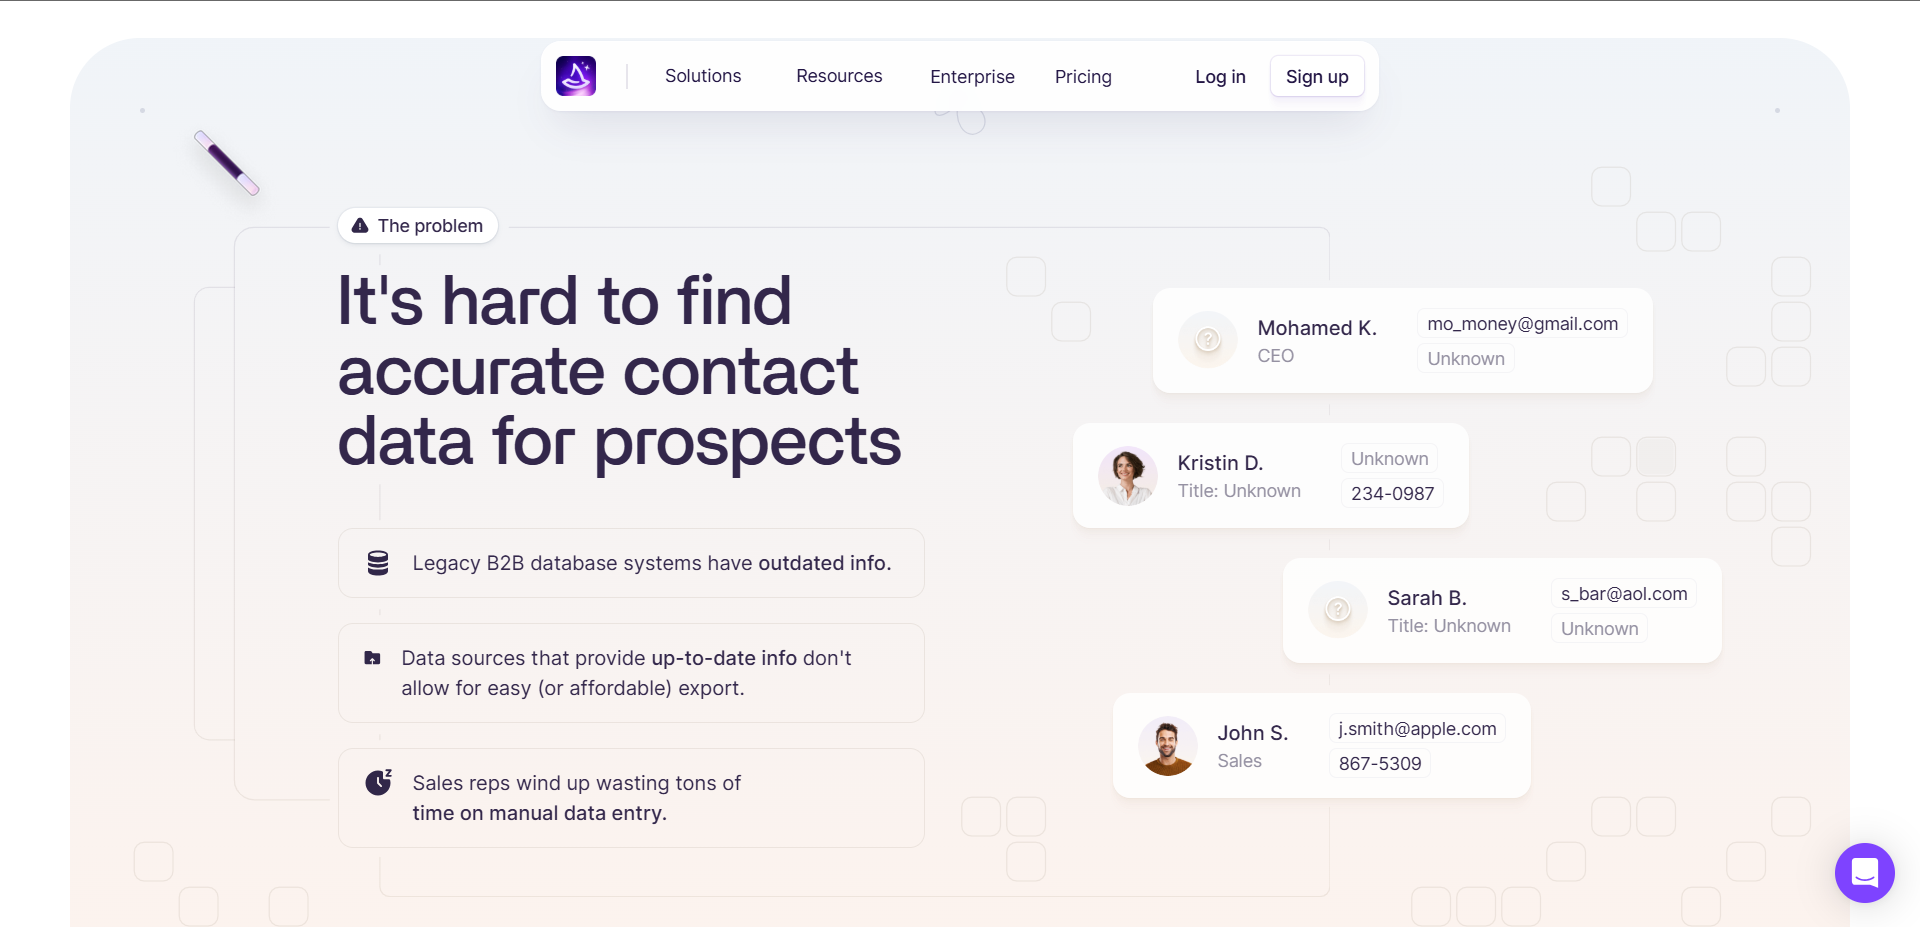 Solutions
Resources
Enterprise
Pricing
Log in
Sign up
The problem
It's hard to find
accurate contact
data for prospects
Legacy B2B database systems have outdated info.
Data sources that provide up-to-date info don't
allow for easy (or affordable) export.
Sales reps wind up wasting tons of
time on manual data entry.
Mohamed K.
CEO
mo_money@gmail.com
Unknown
Kristin D.
Title: Unknown
Unknown
234-0987
Sarah B.
Title: Unknown
s_bar@aol.com
Unknown
John S.
Sales
j.smith@apple.com
867-5309